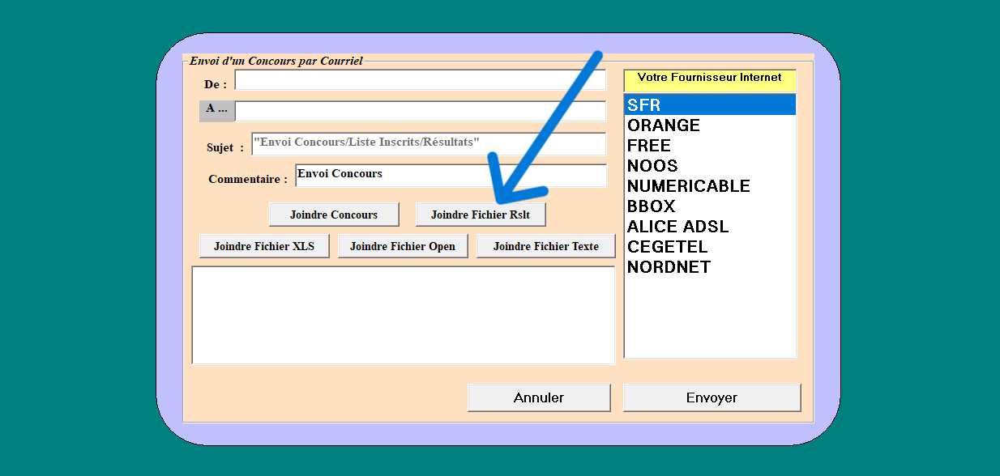 Envoi d'un Concours par Courriel
De :
A ...
Sujet :
"Envoi Concours/Liste Inscrits/Résultats"
Commentaire :
Envoi Concours
Joindre Concours
Joindre Fichier Rslt
Joindre Fichier XLS
Joindre Fichier Open
Joindre Fichier Texte
Votre Fournisseur Internet
SFR
ORANGE
FREE
NOOS
NUMERICABLE
BBOX
ALICE ADSL
CEGETEL
NORDNET
Annuler
Envoyer